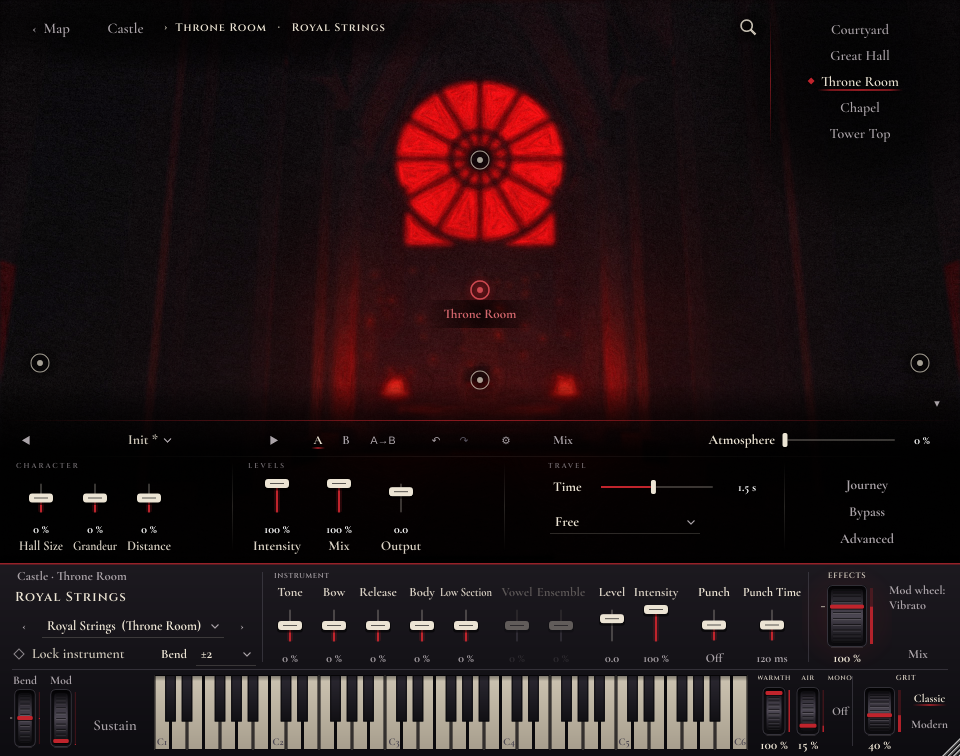 ‹ Map Castle › THRONE ROOM · ROYAL STRINGS
Courtyard
Great Hall
Throne Room
Chapel
Tower Top
Throne Room
Init * A B A→B Mix Atmosphere 0 %
CHARACTER LEVELS TRAVEL
0 % 0 % 0 % 100 % 100 % 0.0
Hall Size Grandeur Distance Intensity Mix Output
Time 1.5 s
Free
Journey
Bypass
Advanced
Castle · Throne Room
ROYAL STRINGS
‹ Royal Strings (Throne Room) ›
Lock instrument Bend ±2
INSTRUMENT
Tone Bow Release Body Low Section Vowel Ensemble Level Intensity Punch Punch Time
0 % 0 % 0 % 0 % 0 % 0 % 0 % 0.0 100 % Off 120 ms
EFFECTS
100 %
Mod wheel:
Vibrato
Mix
Bend Mod
Sustain
C1 C2 C3 C4 C5 C6
WARMTH AIR MONO GRIT
Off
100 % 15 % 40 %
Classic
Modern